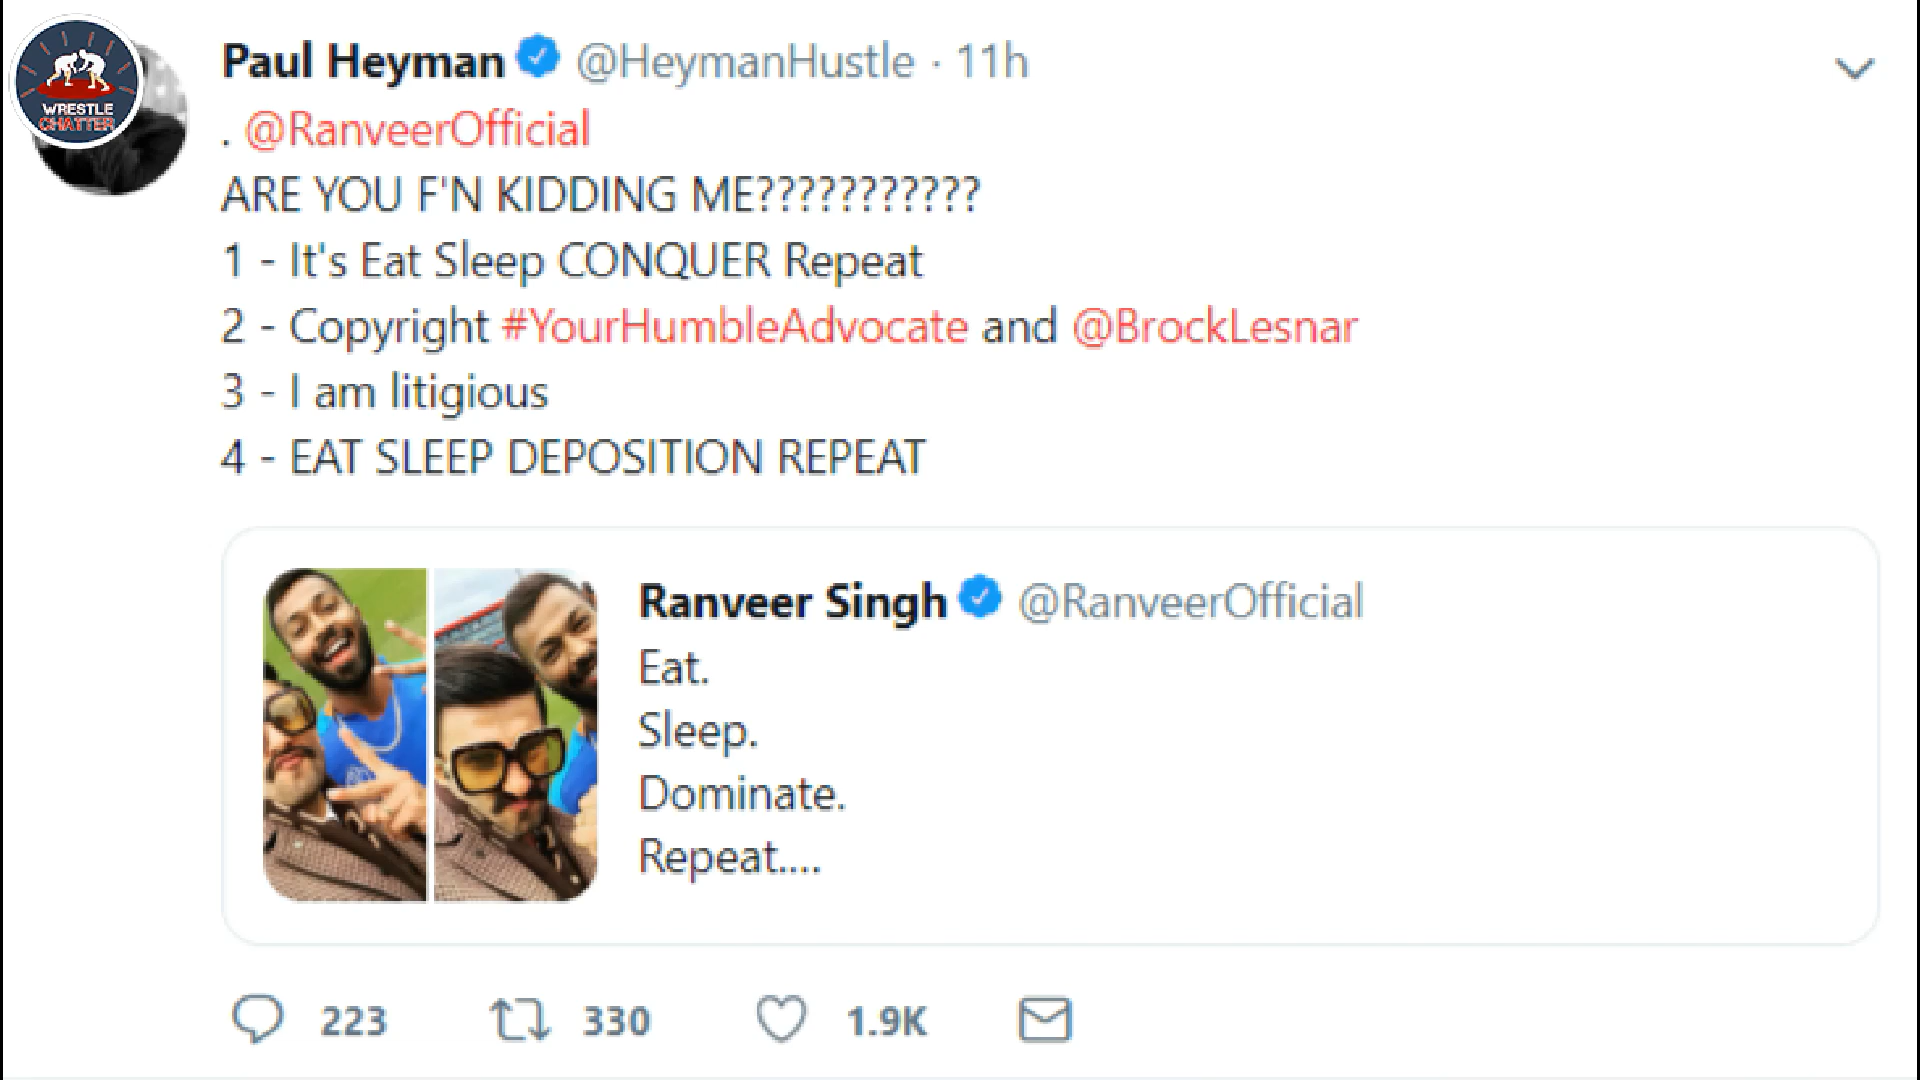 WRESTLE
CHATTER
Paul Heyman @HeymanHustle · 11h
. @RanveerOfficial
ARE YOU F'N KIDDING ME???????????
1 - It's Eat Sleep CONQUER Repeat
2 - Copyright #YourHumbleAdvocate and @BrockLesnar
3 - I am litigious
4 - EAT SLEEP DEPOSITION REPEAT
Ranveer Singh @RanveerOfficial
Eat.
Sleep.
Dominate.
Repeat....
223 330 1.9K